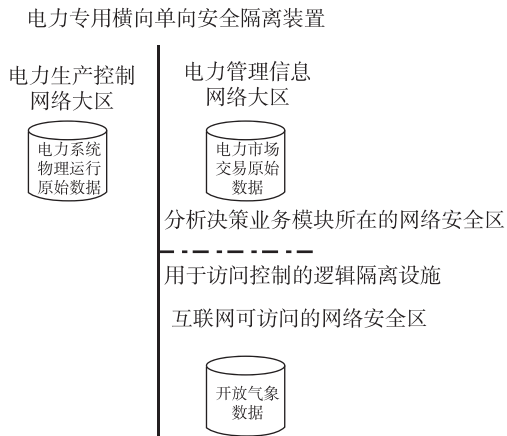 电力专用横向单向安全隔离装置
电力生产控制
网络大区
电力系统
物理运行
原始数据
电力管理信息
网络大区
电力市场
交易原始
数据
分析决策业务模块所在的网络安全区
用于访问控制的逻辑隔离设施
互联网可访问的网络安全区
开放气象
数据